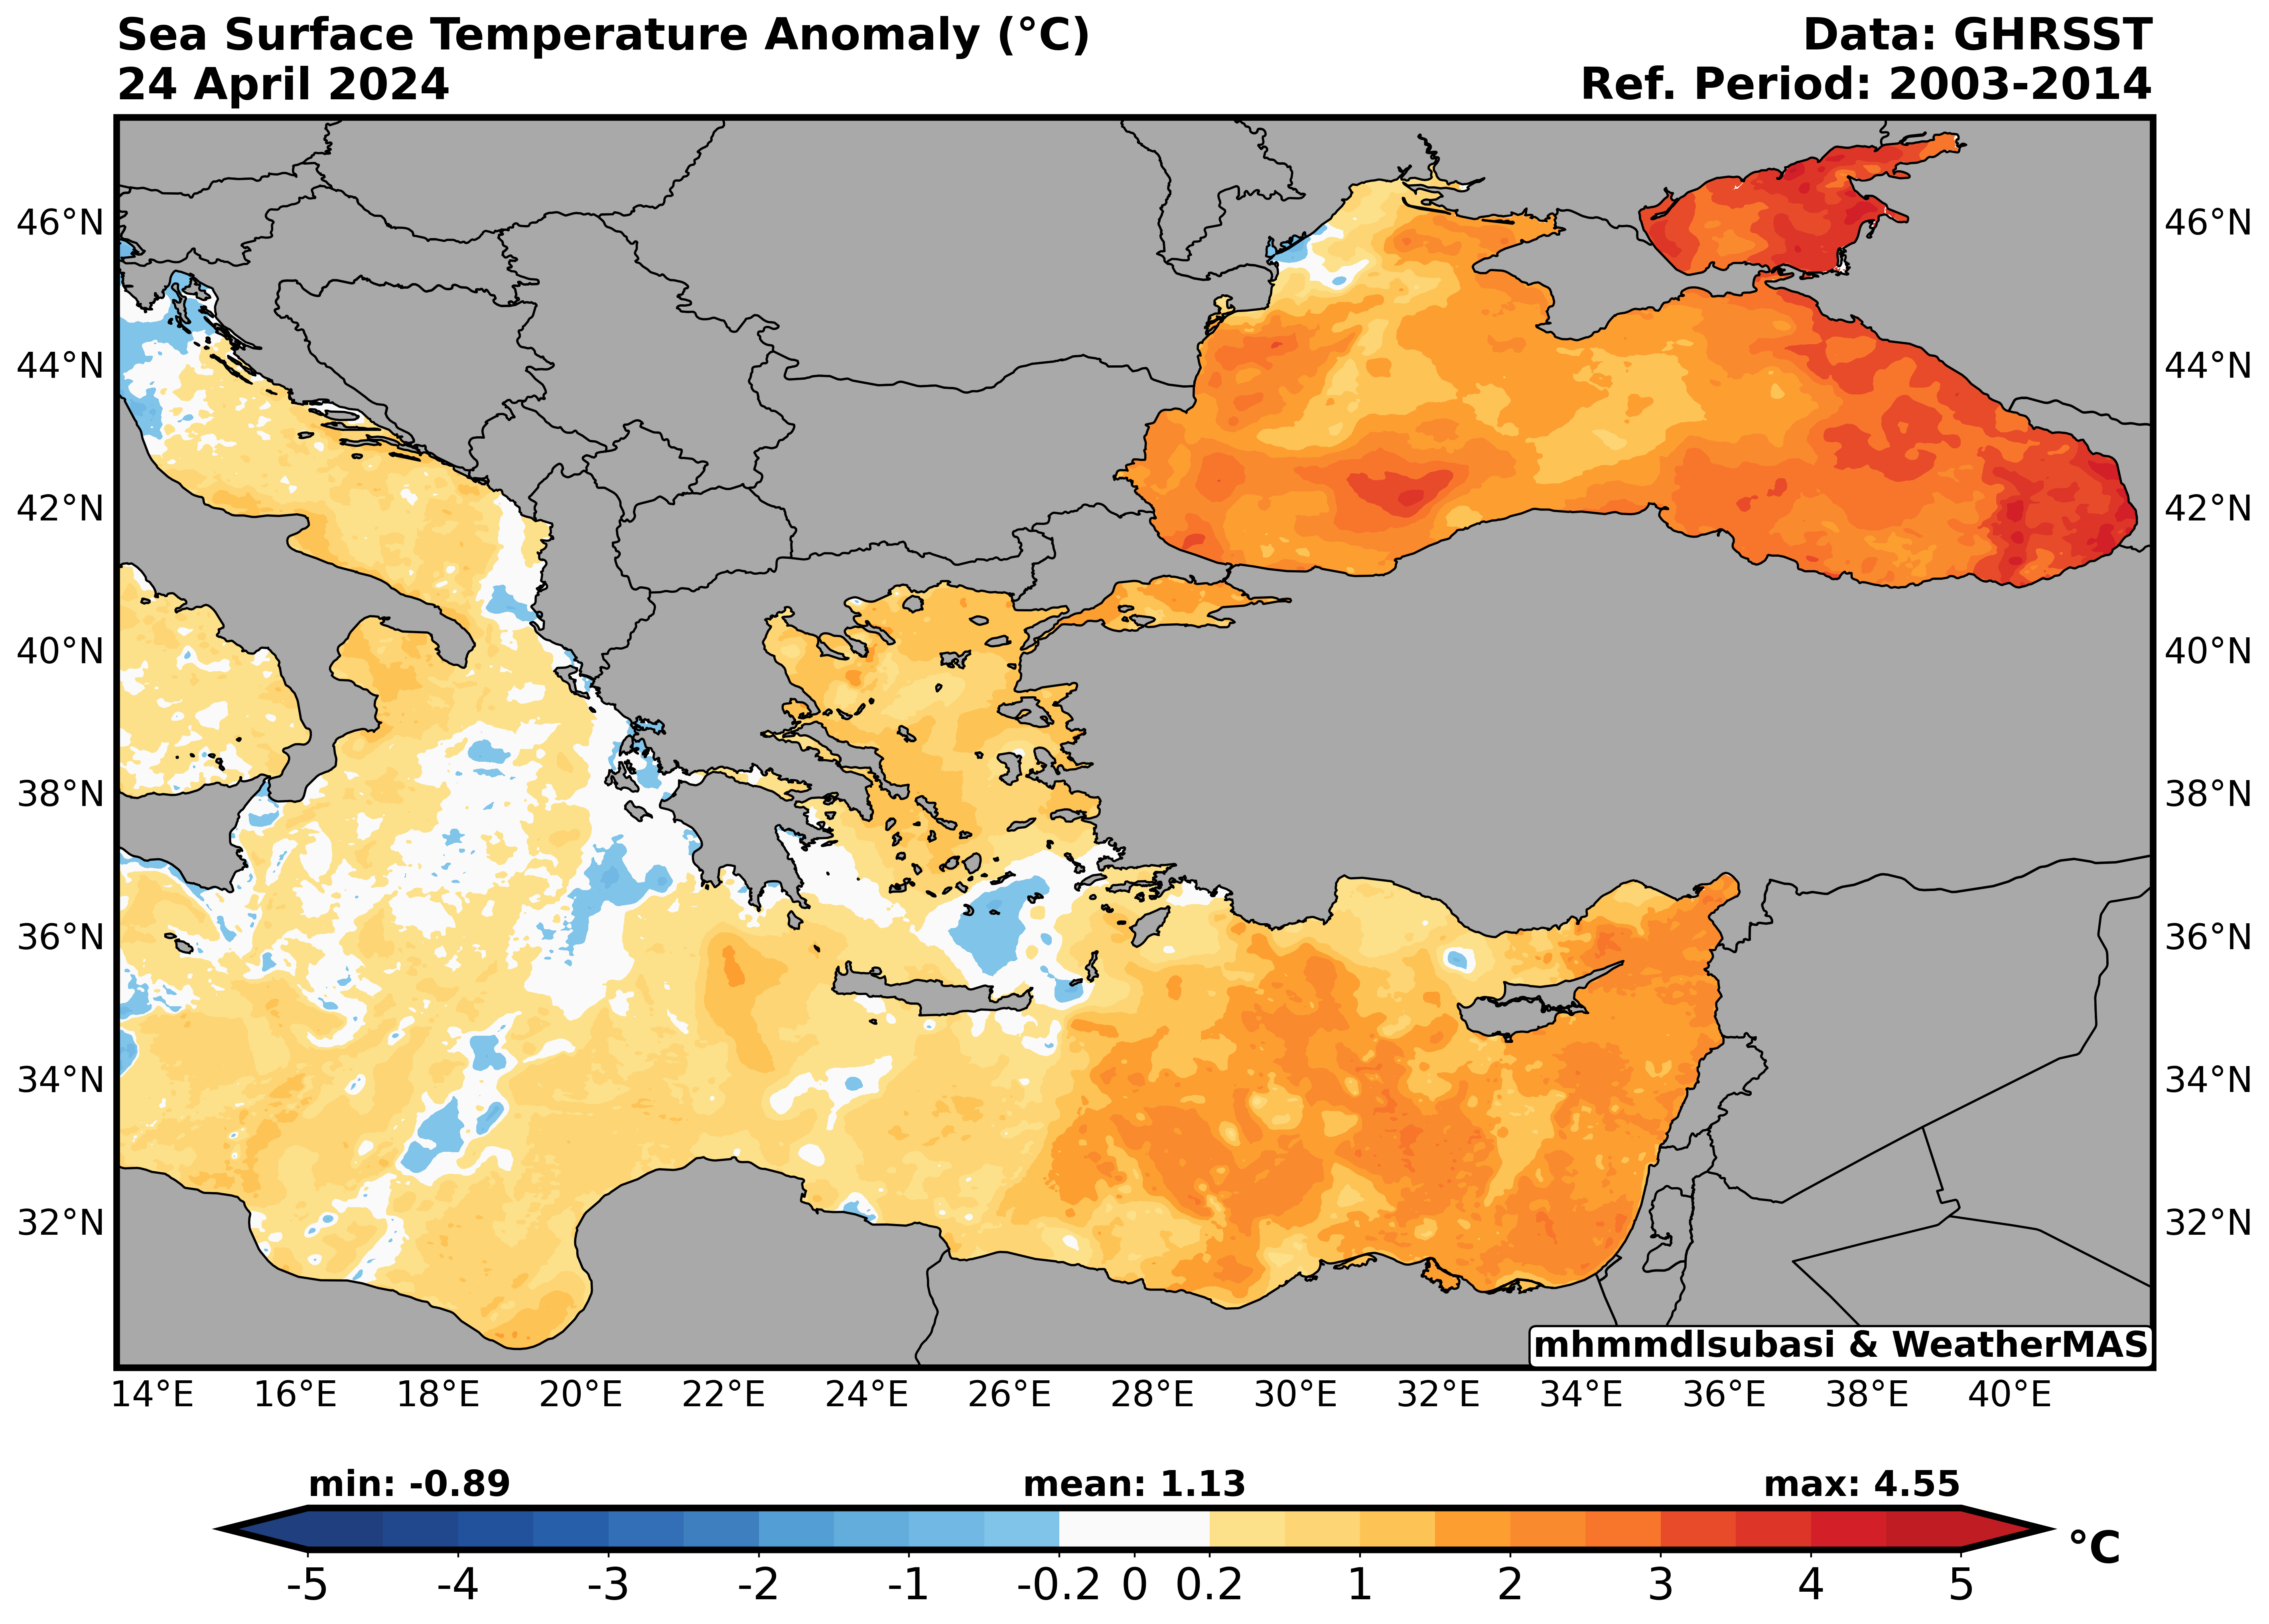 Sea Surface Temperature Anomaly (°C)
24 April 2024
Data: GHRSST
Ref. Period: 2003-2014
46°N
44°N
42°N
40°N
38°N
36°N
34°N
32°N
46°N
44°N
42°N
40°N
38°N
36°N
34°N
32°N
mhmmdlsubasi & WeatherMAS
14°E 16°E 18°E 20°E 22°E 24°E 26°E 28°E 30°E 32°E 34°E 36°E 38°E 40°E
min: -0.89 mean: 1.13 max: 4.55
°C
-5 -4 -3 -2 -1 -0.2 0 0.2 1 2 3 4 5